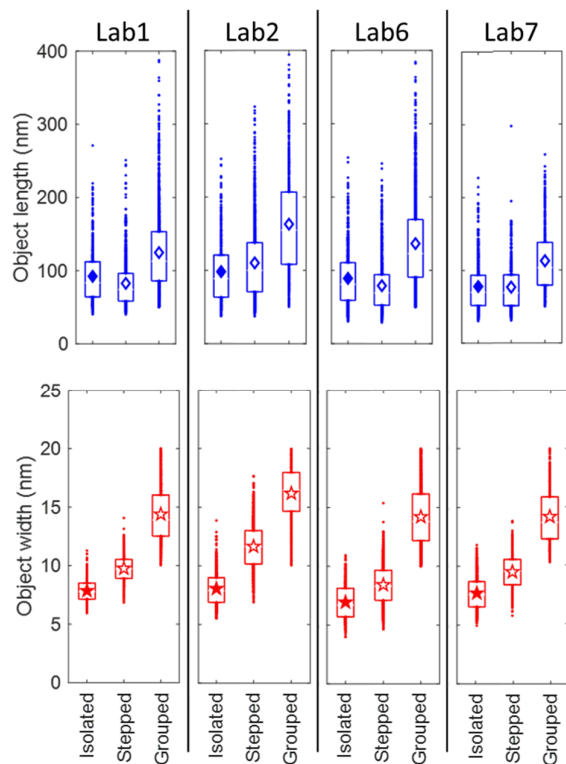 Lab1 Lab2 Lab6 Lab7
Object length (nm)
400
300
200
100
0
Object width (nm)
25
20
15
10
5
0
Isolated Stepped Grouped Isolated Stepped Grouped Isolated Stepped Grouped Isolated Stepped Grouped